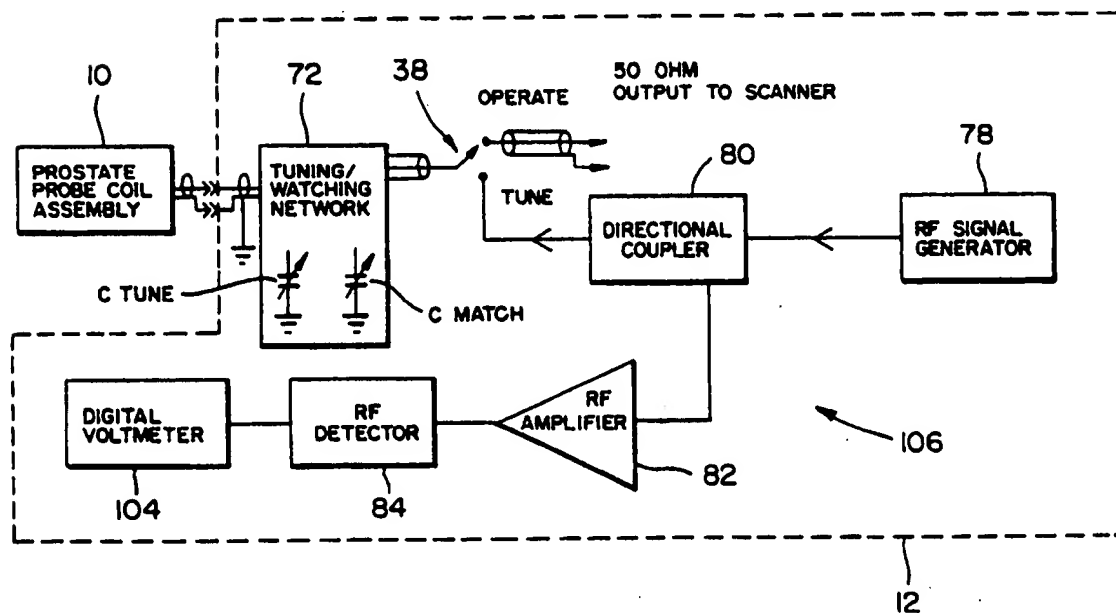 10
PROSTATE
PROBE COIL
ASSEMBLY
72
TUNING/
WATCHING
NETWORK
C TUNE
C MATCH
38
OPERATE
TUNE
50 OHM
OUTPUT TO SCANNER
80
DIRECTIONAL
COUPLER
78
RF SIGNAL
GENERATOR
DIGITAL
VOLTMETER
104
RF
DETECTOR
84
RF
AMPLIFIER
82
106
12